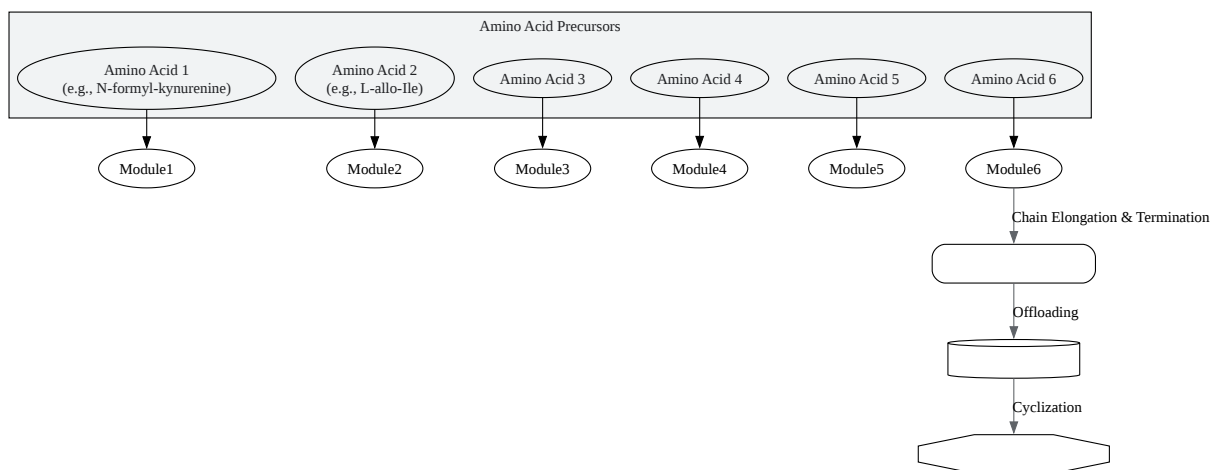 Amino Acid Precursors
Amino Acid 1
(e.g., N-formyl-kynurenine)
Amino Acid 2
(e.g., L-allo-Ile)
Amino Acid 3
Amino Acid 4
Amino Acid 5
Amino Acid 6
Module1
Module2
Module3
Module4
Module5
Module6
Chain Elongation & Termination
Offloading
Cyclization